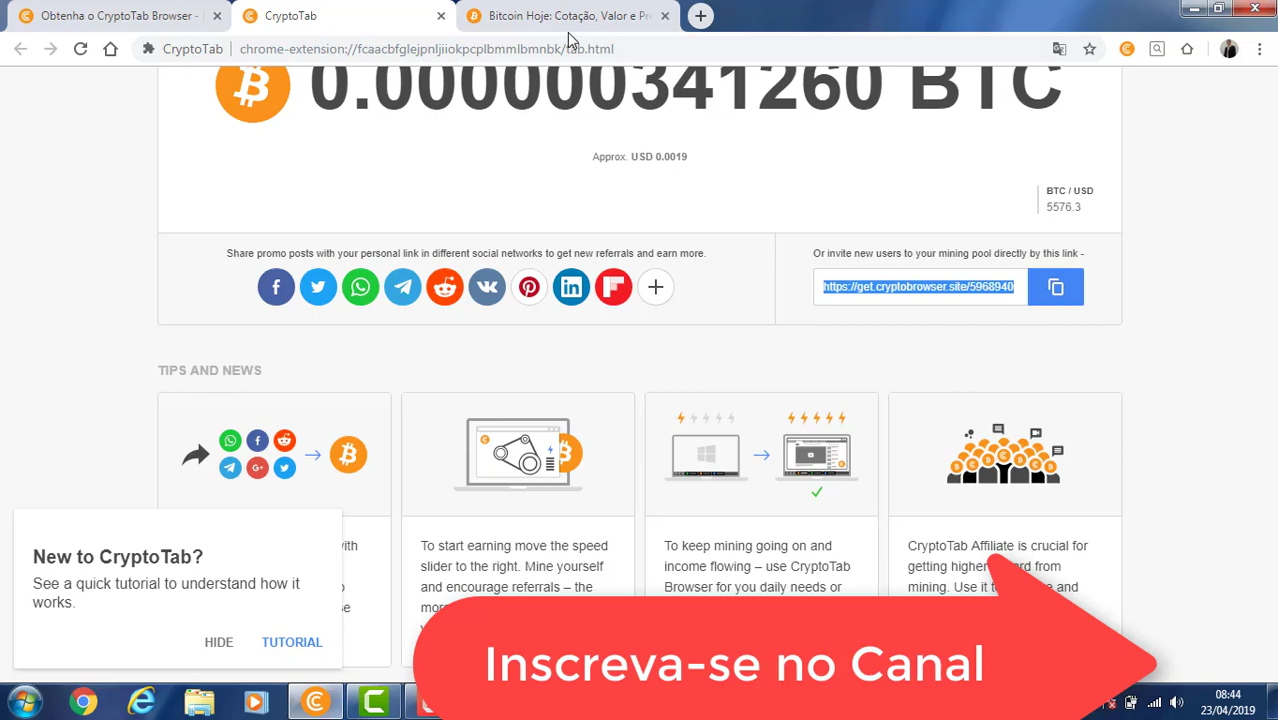 Obtenha o CryptoTab Browser -
CryptoTab
Bitcoin Hoje: Cotação, Valor e Pr
CryptoTab
chrome-extension://fcaacbfglejpnljiiokpcplbmmlbmnbk/tab.html
0.000000341260 BTC
Approx. USD 0.0019
BTC / USD
5576.3
Share promo posts with your personal link in different social networks to get new referrals and earn more.
Or invite new users to your mining pool directly by this link -
https://get.cryptobrowser.site/5968940
TIPS AND NEWS
To start earning move the speed
slider to the right. Mine yourself
and encourage referrals – the
To keep mining going on and
income flowing – use CryptoTab
Browser for you daily needs or
CryptoTab Affiliate is crucial for
getting higher
from
mining. Use it
and
New to CryptoTab?
See a quick tutorial to understand how it
works.
HIDE
TUTORIAL
Inscreva-se no Canal
08:44
23/04/2019